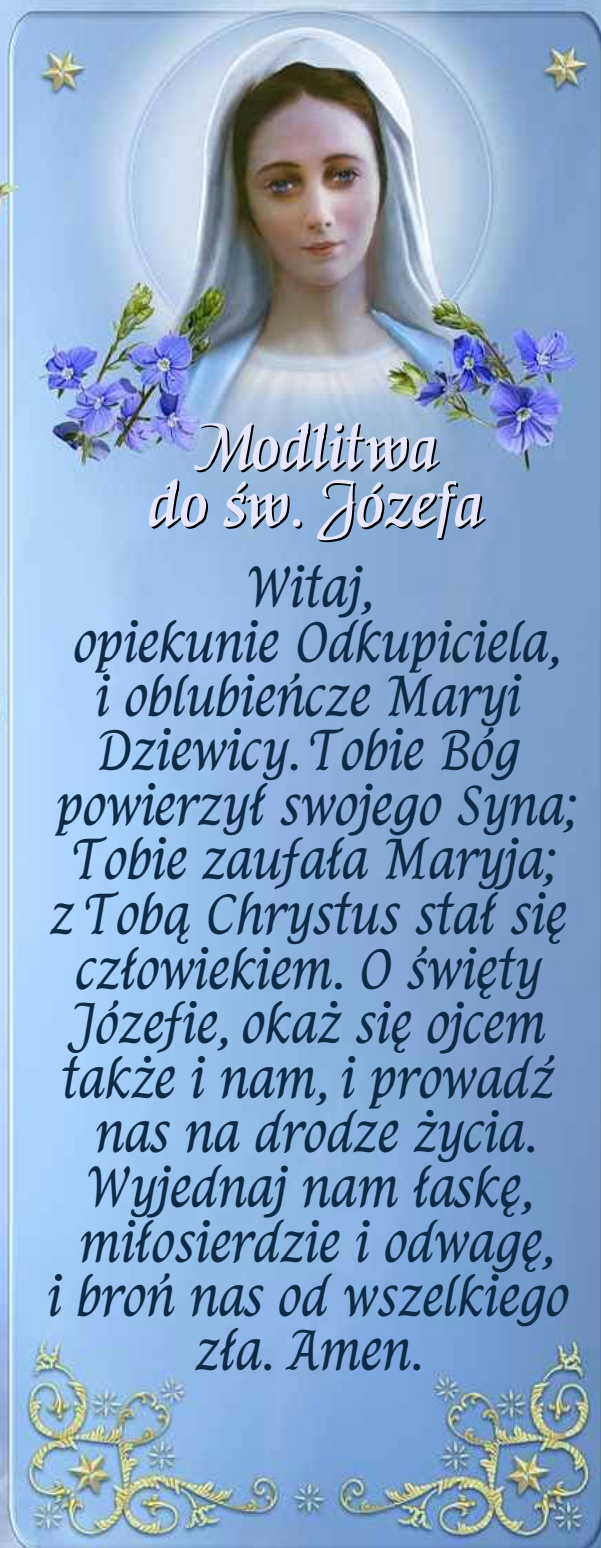 Modlitwa
do św. Józefa
Witaj,
opiekunie Odkupiciela,
i oblubieńcze Maryi
Dziewicy. Tobie Bóg
powierzył swojego Syna;
Tobie zaufała Maryja;
z Tobą Chrystus stał się
człowiekiem. O święty
Józefie, okaż się ojcem
także i nam, i prowadź
nas na drodze życia.
Wyjednaj nam łaskę,
miłosierdzie i odwagę,
i broń nas od wszelkiego
zła. Amen.